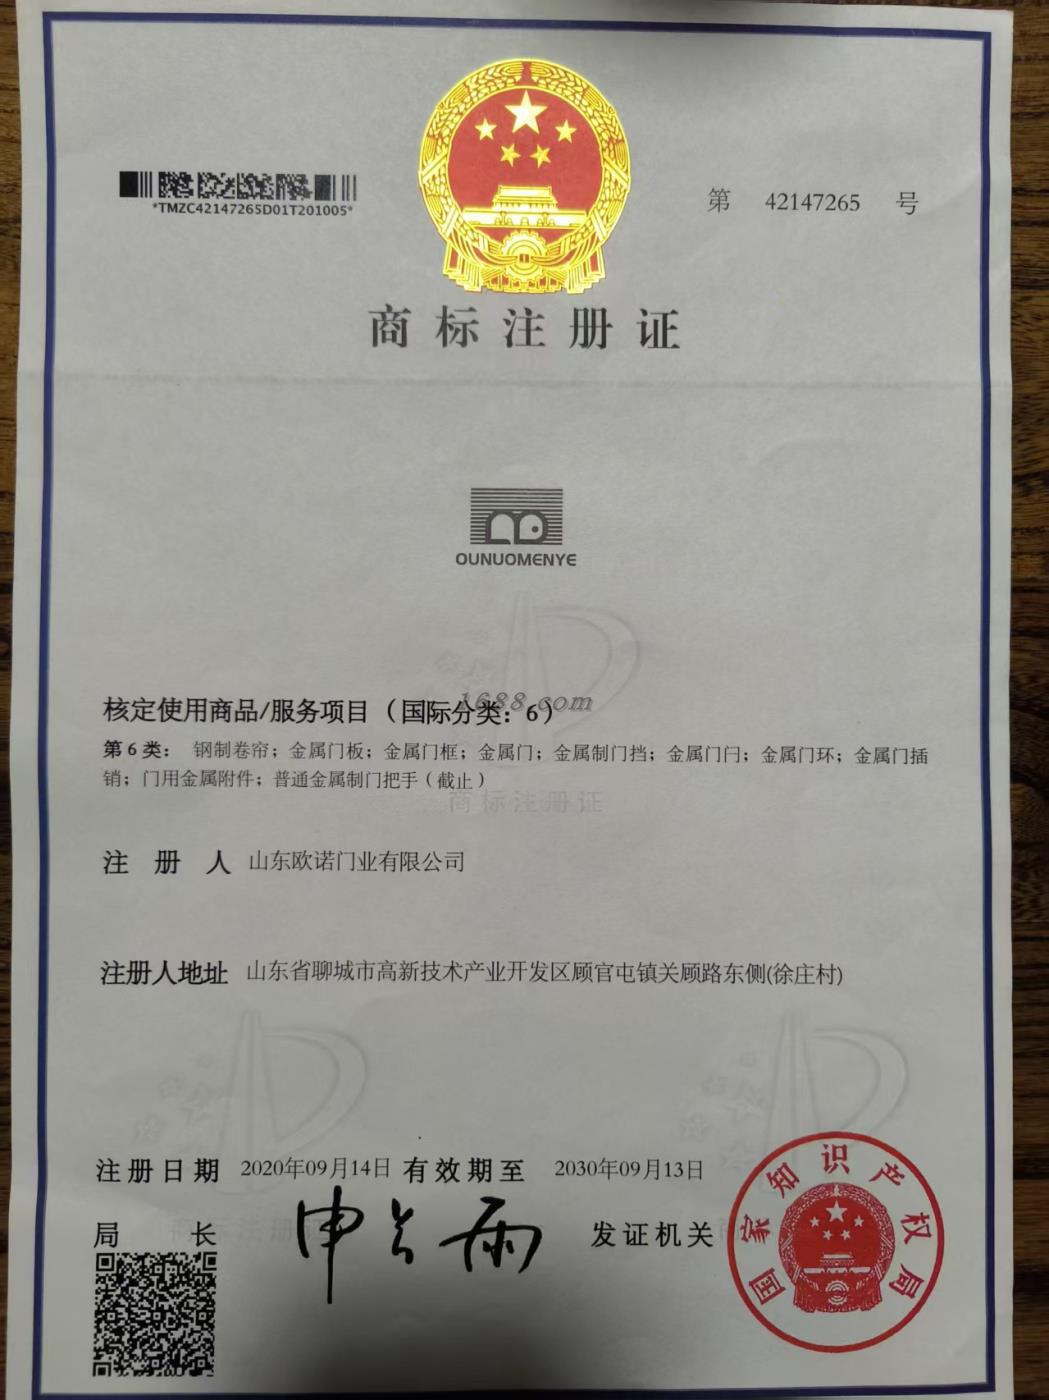 *TMZC42147265D01T201005*
第 42147265 号
商标注册证
OUNUOMENYE
1688.com
核定使用商品/服务项目（国际分类：6）
第6类： 钢制卷帘；金属门板；金属门框；金属门；金属制门挡；金属门闩；金属门环；金属门插
销；门用金属附件；普通金属制门把手（截止）
商标注册证
注册人 山东欧诺门业有限公司
注册人地址 山东省聊城市高新技术产业开发区顾官屯镇关顾路东侧(徐庄村)
注册日期 2020年09月14日 有效期至 2030年09月13日
局长 申长雨 发证机关
商标注册证
国家知识产权局